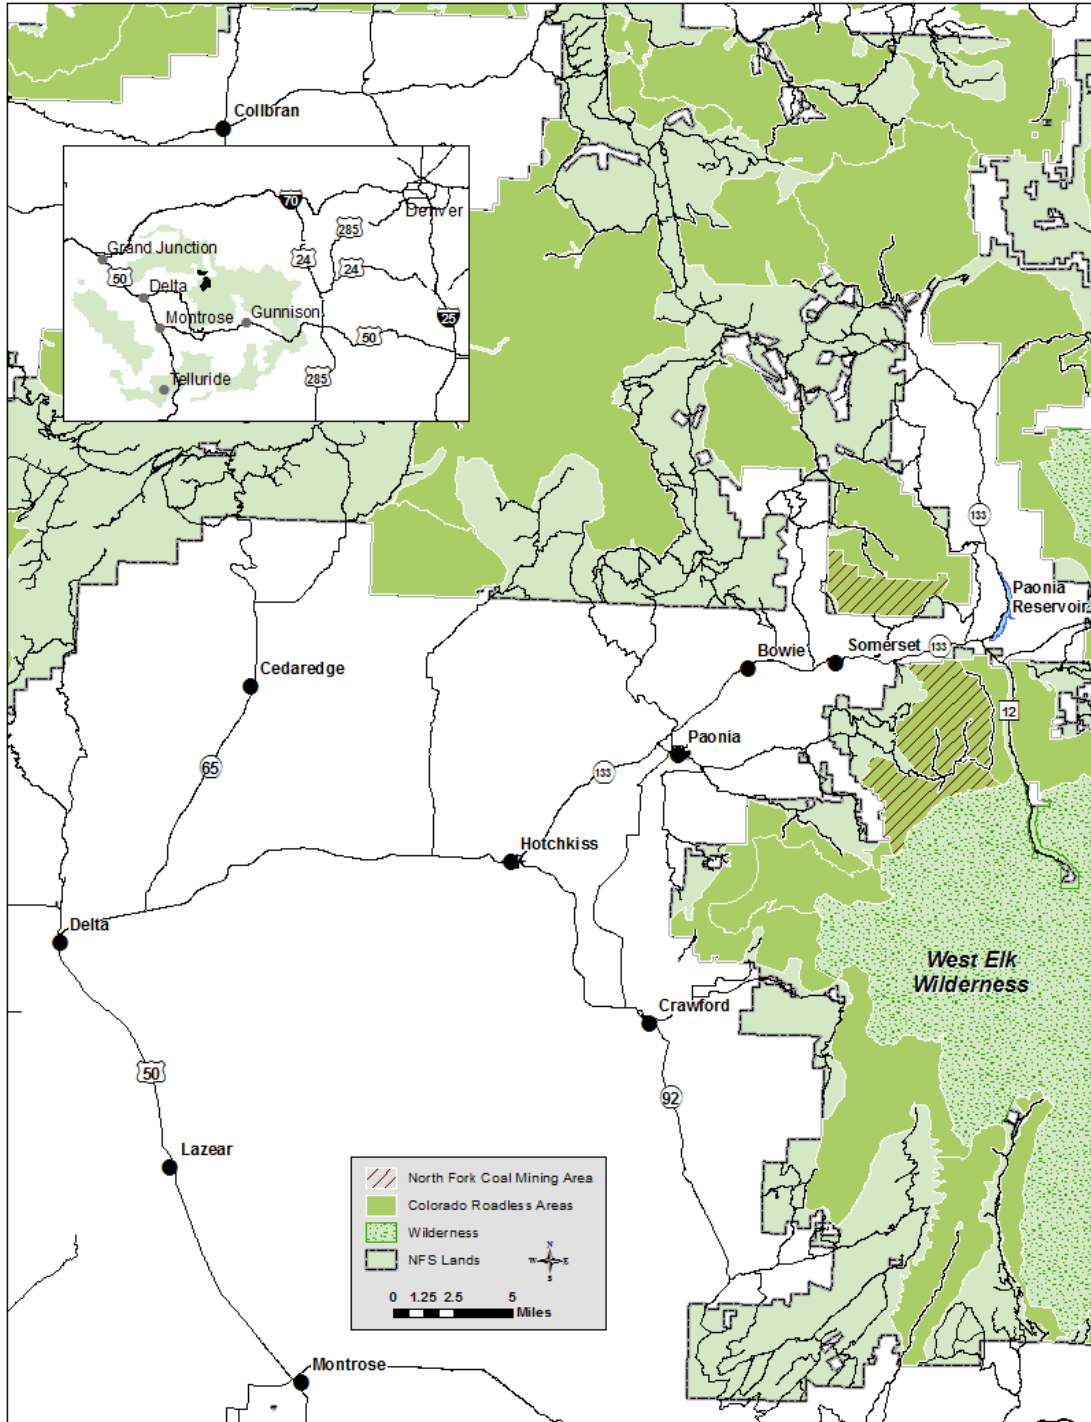 Collbran
70
Denver
285
Grand Junction
24
50
24
Delta
Montrose
Gunnison
25
50
Telluride
285
133
Paonia
Reservoir
Somerset
133
Bowie
Cedaredge
12
Paonia
65
133
Hotchkiss
Delta
West Elk
Wilderness
Crawford
50
92
Lazear
North Fork Coal Mining Area
Colorado Roadless Areas
Wilderness
NFS Lands
N
W E
S
0 1.25 2.5 5
Miles
Montrose